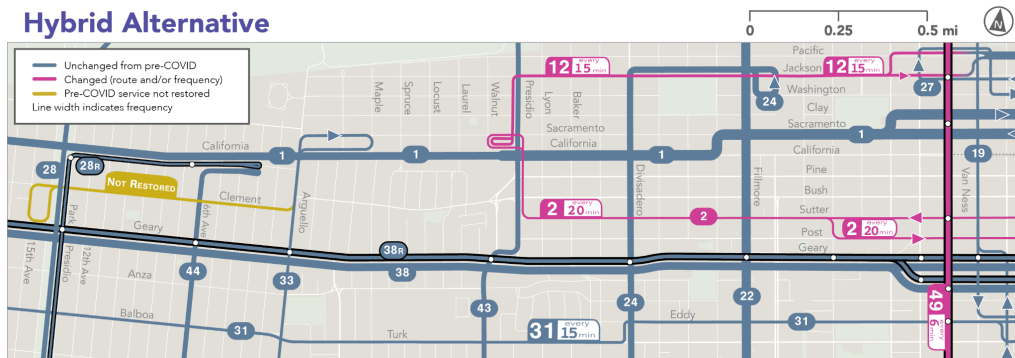 Hybrid Alternative
0 0.25 0.5 mi
N
Unchanged from pre-COVID
Changed (route and/or frequency)
Pre-COVID service not restored
Line width indicates frequency
Pacific
12 every 15 min
12 every 15 min
Jackson
Maple
Spruce
Locust
Laurel
Walnut
Presidio
Lyon
Baker
Washington
27
24
Clay
Sacramento
Sacramento
1
California
California
1
1
1
California
19
28
28R
Pine
NOT RESTORED
Clement
6th Ave
Arguello
Divisadero
Fillmore
Bush
Van Ness
2 every 20 min
2
Sutter
Park Presidio
Geary
2 every 20 min
Post
38R
Geary
15th Ave
12th Ave
44
33
38
Anza
43
24
22
49 every 6 min
Balboa
31
Turk
31 every 15 min
Eddy
31